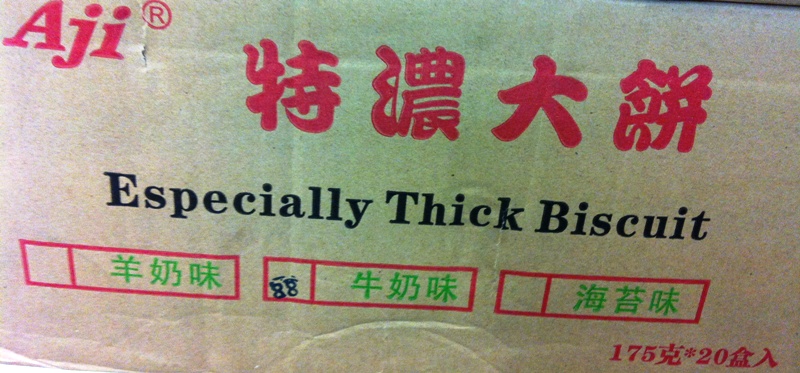 Aji®
特濃大餅
Especially Thick Biscuit
羊奶味 88 牛奶味 海苔味
175克*20盒入